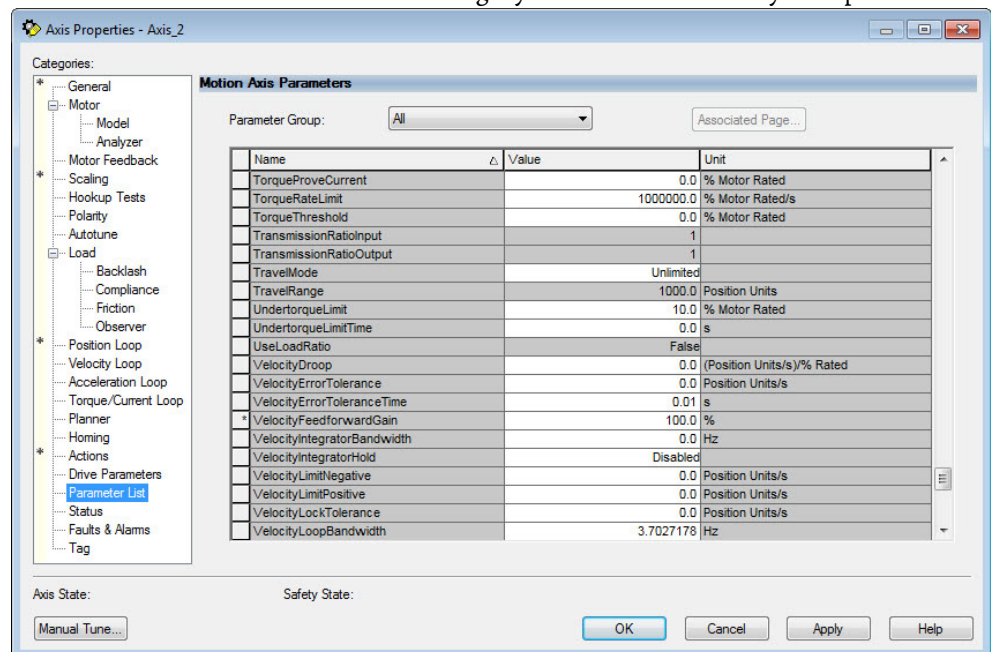 Axis Properties - Axis_2
Categories:
* General
Motor
Model
Analyzer
Motor Feedback
* Scaling
Hookup Tests
Polarity
Autotune
Load
Backlash
Compliance
Friction
Observer
* Position Loop
Velocity Loop
Acceleration Loop
Torque/Current Loop
Planner
Homing
* Actions
Drive Parameters
Parameter List
Status
Faults & Alarms
Tag
Motion Axis Parameters
Parameter Group: All Associated Page...
Name Value Unit
TorqueProveCurrent 0.0 % Motor Rated
TorqueRateLimit 1000000.0 % Motor Rated/s
TorqueThreshold 0.0 % Motor Rated
TransmissionRatioInput 1
TransmissionRatioOutput 1
TravelMode Unlimited
TravelRange 1000.0 Position Units
UndertorqueLimit 10.0 % Motor Rated
UndertorqueLimitTime 0.0 s
UseLoadRatio False
VelocityDroop 0.0 (Position Units/s)/% Rated
VelocityErrorTolerance 0.0 Position Units/s
VelocityErrorToleranceTime 0.01 s
* VelocityFeedforwardGain 100.0 %
VelocityIntegratorBandwidth 0.0 Hz
VelocityIntegratorHold Disabled
VelocityLimitNegative 0.0 Position Units/s
VelocityLimitPositive 0.0 Position Units/s
VelocityLockTolerance 0.0 Position Units/s
VelocityLoopBandwidth 3.7027178 Hz
Axis State: Safety State:
Manual Tune... OK Cancel Apply Help